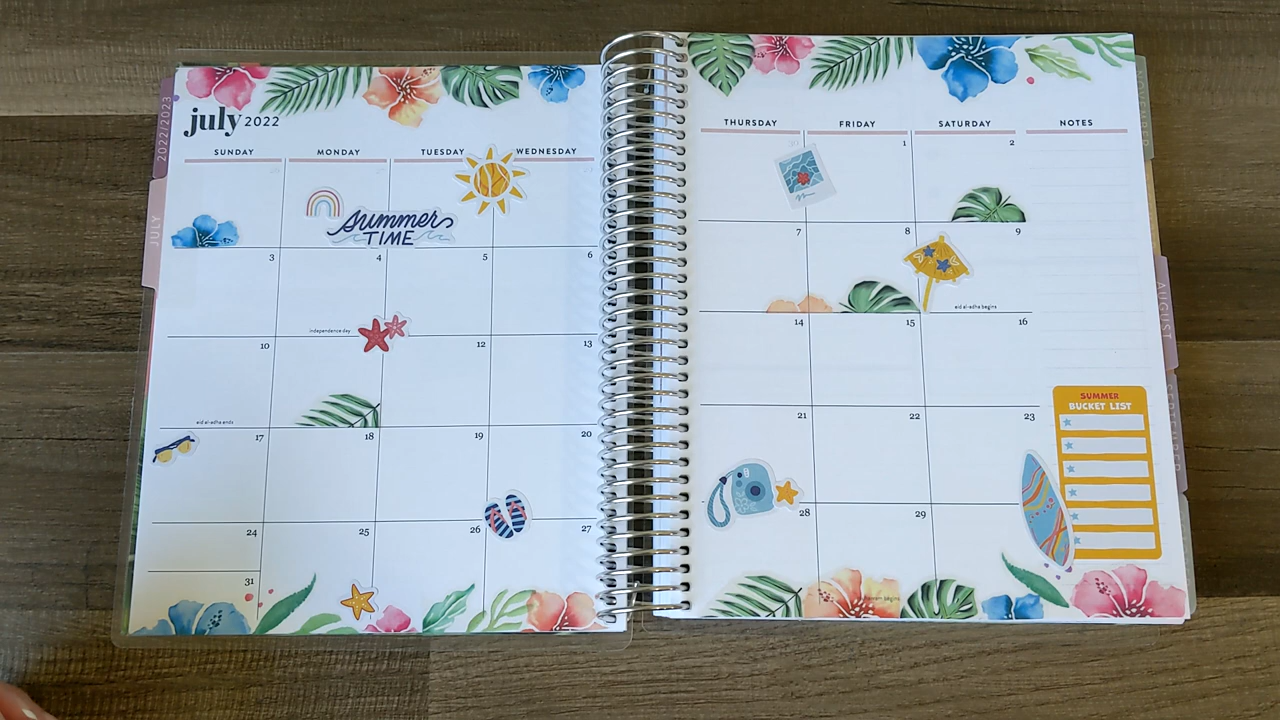 july 2022
SUNDAY MONDAY TUESDAY WEDNESDAY THURSDAY FRIDAY SATURDAY NOTES
1 2
summer
TIME
3 4 5 6 7 8 9
independence day
eid al-adha begins
10 12 13 14 15 16
eid al-adha ends
17 18 19 20 21 22 23
24 25 26 27 28 29
31
begins
SUMMER
BUCKET LIST
2022/2023
JULY
AUGUST
SEPTEMBER